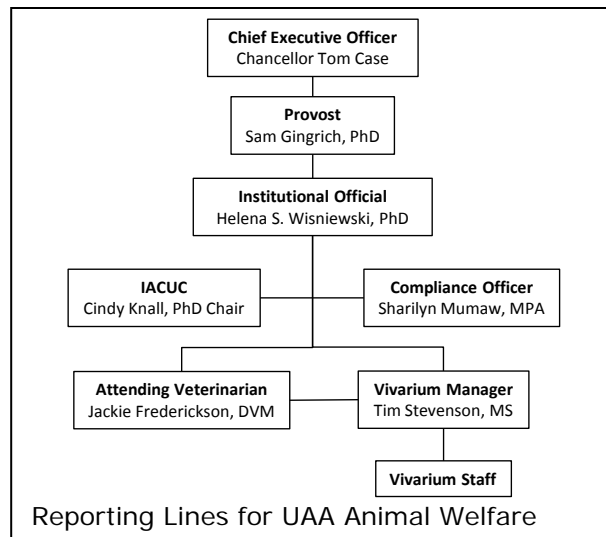 Chief Executive Officer
Chancellor Tom Case
Provost
Sam Gingrich, PhD
Institutional Official
Helena S. Wisniewski, PhD
IACUC
Cindy Knall, PhD Chair
Compliance Officer
Sharilyn Mumaw, MPA
Attending Veterinarian
Jackie Frederickson, DVM
Vivarium Manager
Tim Stevenson, MS
Vivarium Staff
Reporting Lines for UAA Animal Welfare